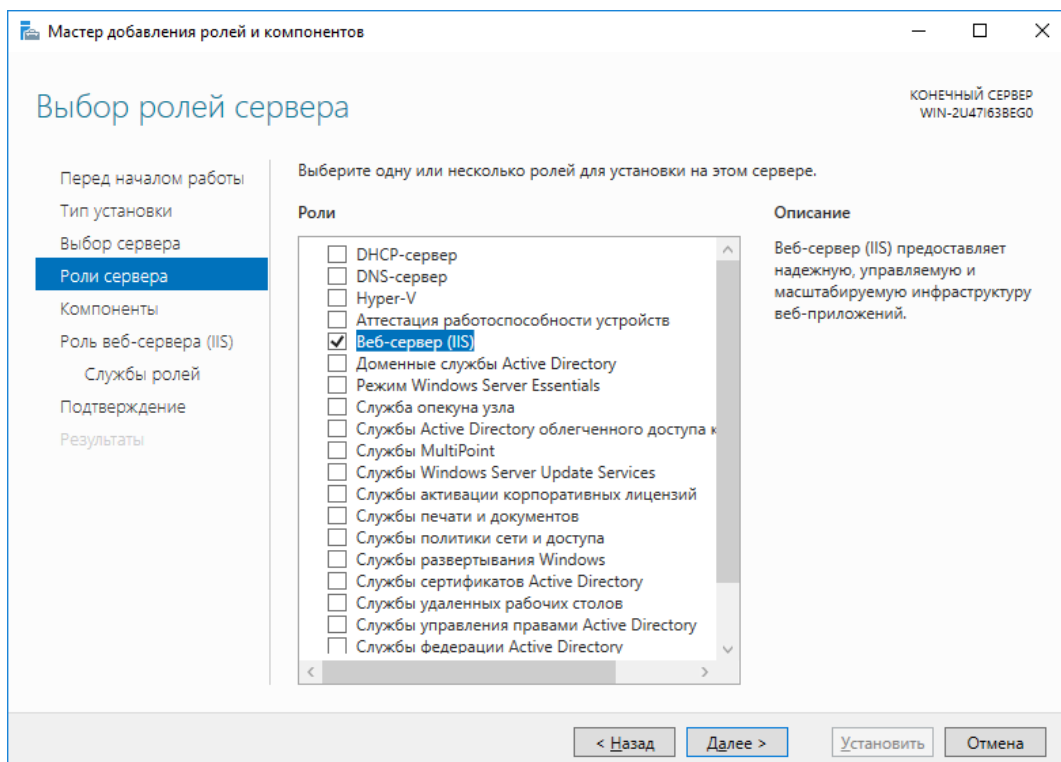 Мастер добавления ролей и компонентов
Выбор ролей сервера
КОНЕЧНЫЙ СЕРВЕР
WIN-2U47I63BEG0
Перед началом работы
Тип установки
Выбор сервера
Роли сервера
Компоненты
Роль веб-сервера (IIS)
Службы ролей
Подтверждение
Результаты
Выберите одну или несколько ролей для установки на этом сервере.
Роли
DHCP-сервер
DNS-сервер
Hyper-V
Аттестация работоспособности устройств
Веб-сервер (IIS)
Доменные службы Active Directory
Режим Windows Server Essentials
Служба опекуна узла
Службы Active Directory облегченного доступа к
Службы MultiPoint
Службы Windows Server Update Services
Службы активации корпоративных лицензий
Службы печати и документов
Службы политики сети и доступа
Службы развертывания Windows
Службы сертификатов Active Directory
Службы удаленных рабочих столов
Службы управления правами Active Directory
Службы федерации Active Directory
Описание
Веб-сервер (IIS) предоставляет
надежную, управляемую и
масштабируемую инфраструктуру
веб-приложений.
< Назад
Далее >
Установить
Отмена